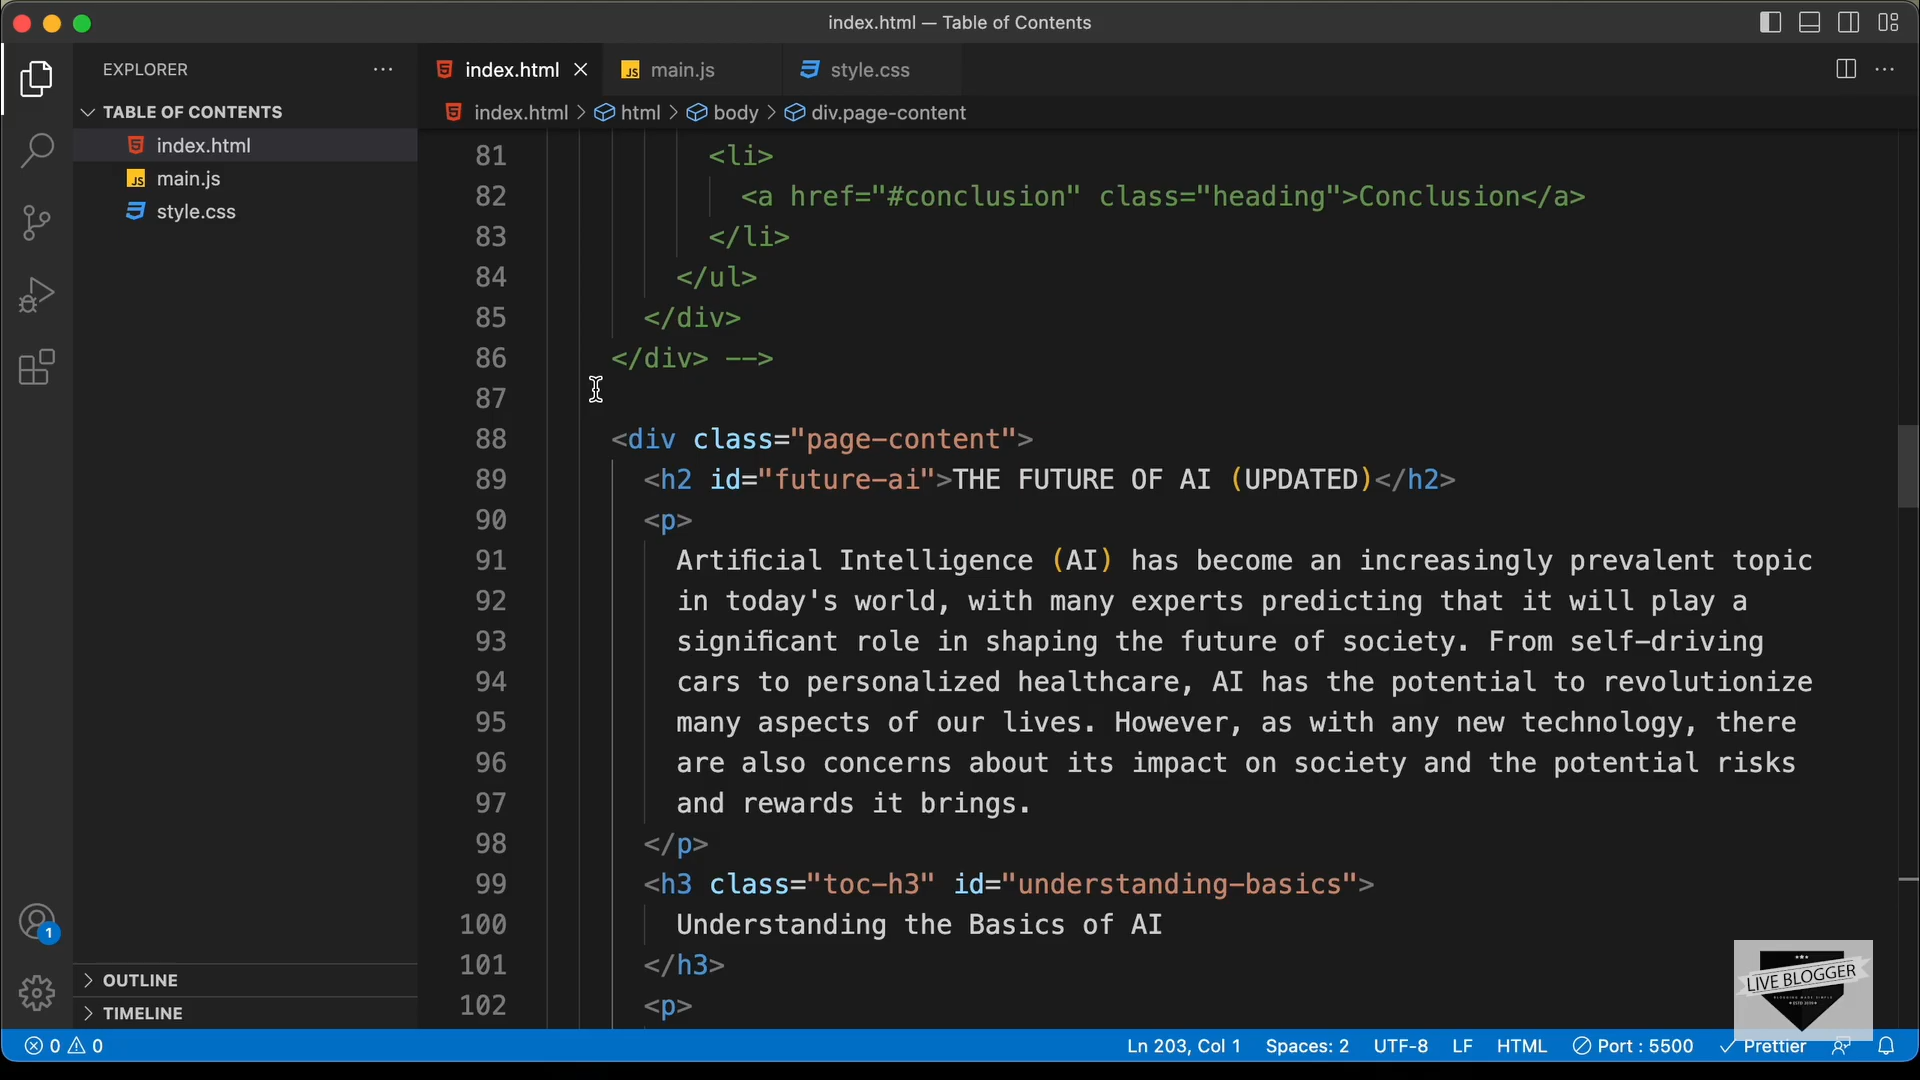 index.html — Table of Contents
EXPLORER
TABLE OF CONTENTS
index.html
JS main.js
style.css
OUTLINE
TIMELINE
index.html
JS main.js
style.css
index.html > html > body > div.page-content
81 <li>
82 <a href="#conclusion" class="heading">Conclusion</a>
83 </li>
84 </ul>
85 </div>
86 </div> -->
87
88 <div class="page-content">
89 <h2 id="future-ai">THE FUTURE OF AI (UPDATED)</h2>
90 <p>
91 Artificial Intelligence (AI) has become an increasingly prevalent topic
92 in today's world, with many experts predicting that it will play a
93 significant role in shaping the future of society. From self-driving
94 cars to personalized healthcare, AI has the potential to revolutionize
95 many aspects of our lives. However, as with any new technology, there
96 are also concerns about its impact on society and the potential risks
97 and rewards it brings.
98 </p>
99 <h3 class="toc-h3" id="understanding-basics">
100 Understanding the Basics of AI
101 </h3>
102 <p>
LIVE BLOGGER
1
0 0
Ln 203, Col 1 Spaces: 2 UTF-8 LF HTML Port : 5500 Prettier